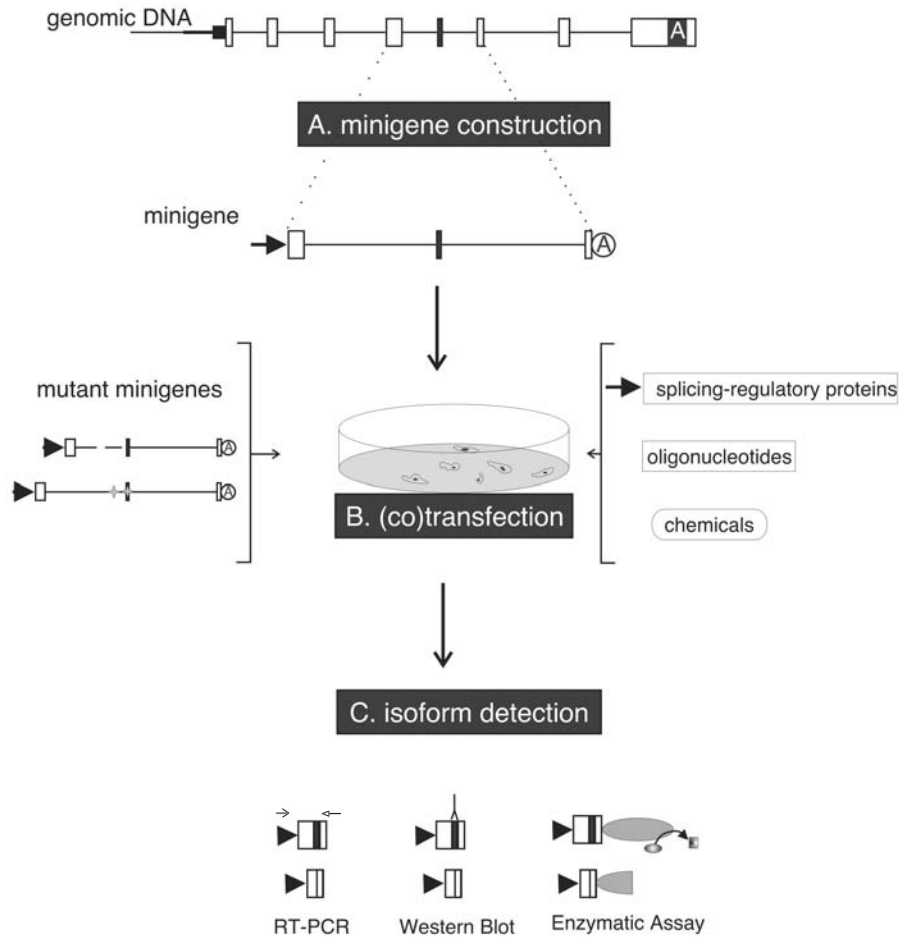 genomic DNA
A
A. minigene construction
minigene
A
mutant minigenes
A
A
splicing-regulatory proteins
oligonucleotides
chemicals
B. (co)transfection
C. isoform detection
RT-PCR
Western Blot
Enzymatic Assay